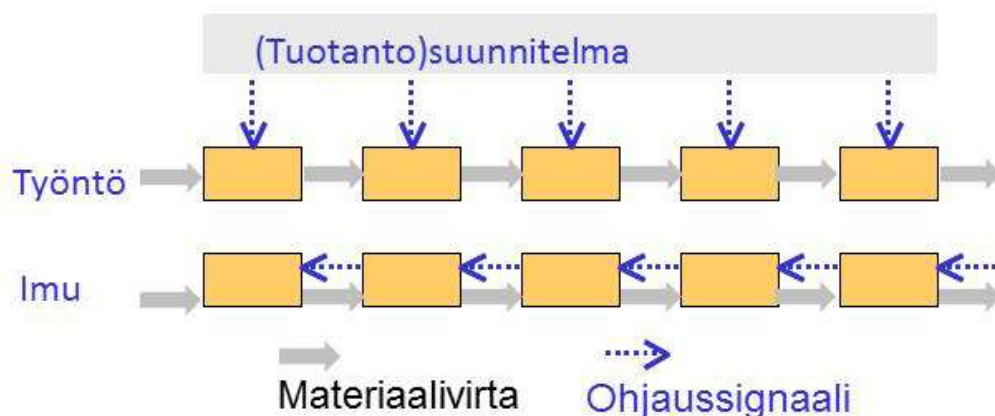 (Tuotanto)suunnitelma
Työntö
Imu
Materiaalivirta
Ohjaussignaali